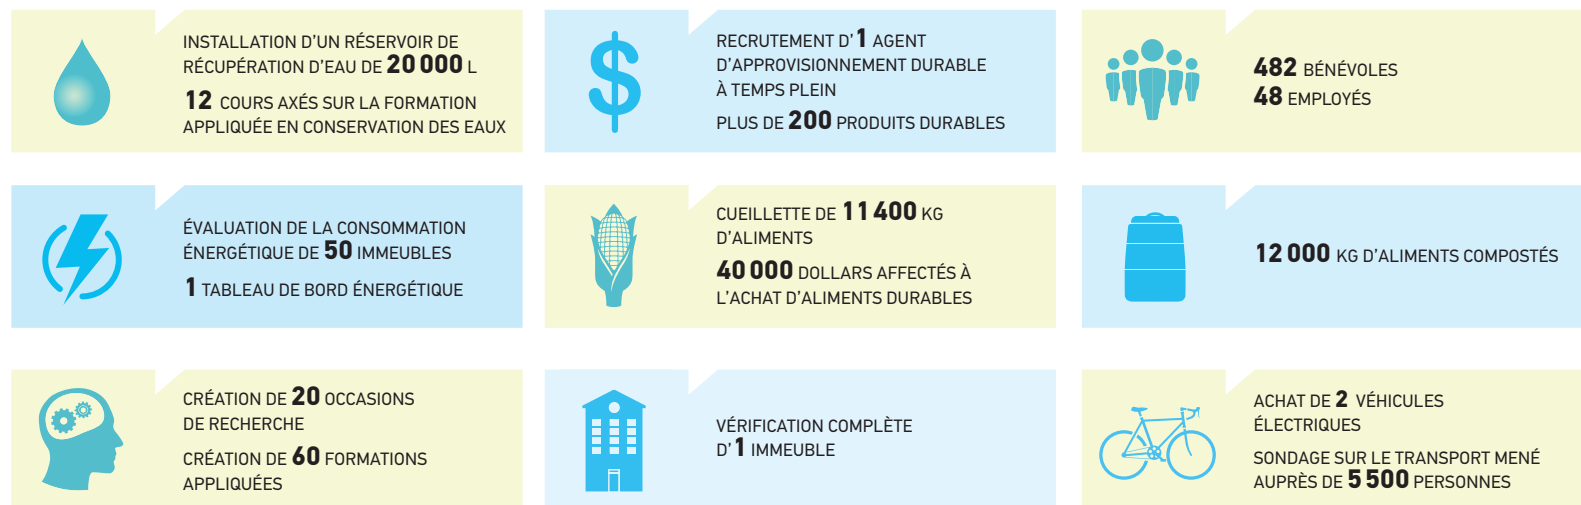 INSTALLATION D'UN RÉSERVOIR DE
RÉCUPÉRATION D'EAU DE 20 000 L
12 COURS AXÉS SUR LA FORMATION
APPLIQUÉE EN CONSERVATION DES EAUX
RECRUTEMENT D'1 AGENT
D'APPROVISIONNEMENT DURABLE
À TEMPS PLEIN
PLUS DE 200 PRODUITS DURABLES
482 BÉNÉVOLES
48 EMPLOYÉS
ÉVALUATION DE LA CONSOMMATION
ÉNERGÉTIQUE DE 50 IMMEUBLES
1 TABLEAU DE BORD ÉNERGÉTIQUE
CUEILLETTE DE 11 400 KG
D'ALIMENTS
40 000 DOLLARS AFFECTÉS À
L'ACHAT D'ALIMENTS DURABLES
12 000 KG D'ALIMENTS COMPOSTÉS
CRÉATION DE 20 OCCASIONS
DE RECHERCHE
CRÉATION DE 60 FORMATIONS
APPLIQUÉES
VÉRIFICATION COMPLÈTE
D'1 IMMEUBLE
ACHAT DE 2 VÉHICULES
ÉLECTRIQUES
SONDAGE SUR LE TRANSPORT MENÉ
AUPRÈS DE 5 500 PERSONNES
$